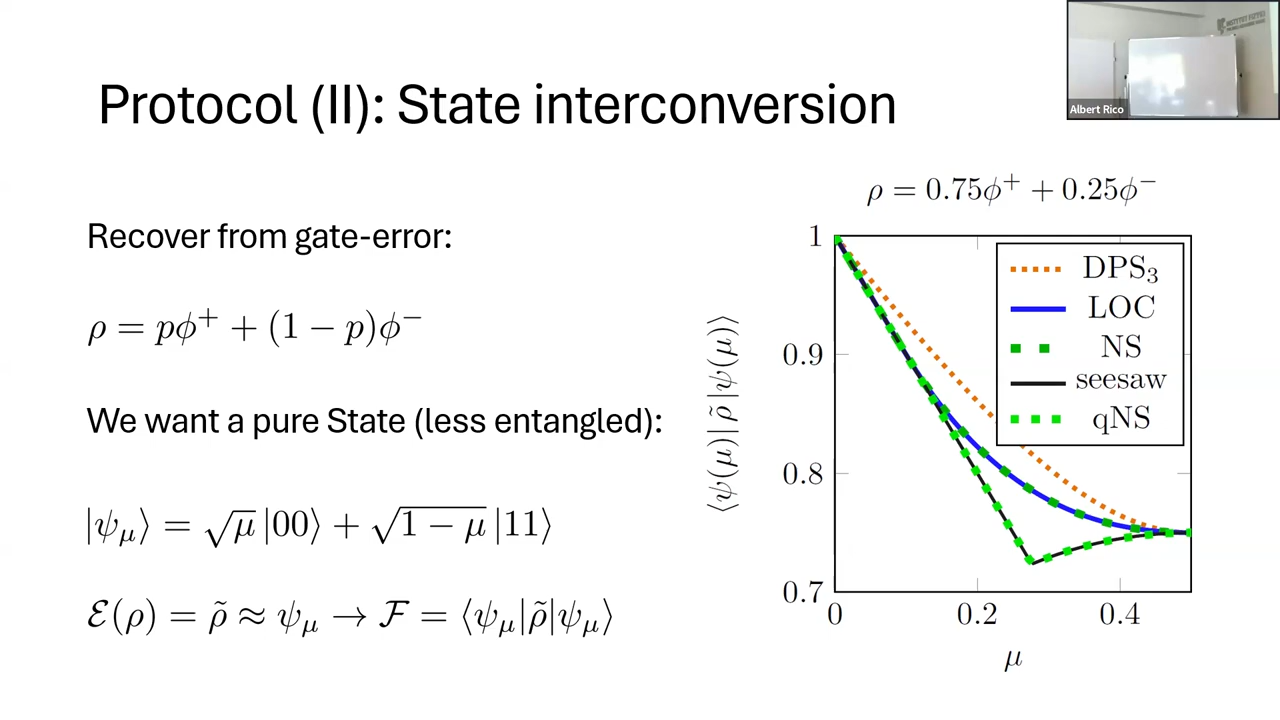 Protocol (II): State interconversion
Albert Rico
Recover from gate-error:
ρ = pϕ⁺ + (1 − p)ϕ⁻
We want a pure State (less entangled):
|ψ_μ⟩ = √μ |00⟩ + √(1 − μ) |11⟩
ℰ(ρ) = ρ̃ ≈ ψ_μ → ℱ = ⟨ψ_μ|ρ̃|ψ_μ⟩
ρ = 0.75ϕ⁺ + 0.25ϕ⁻
⟨ψ(μ)| ρ̃ |ψ(μ)⟩
1
0.9
0.8
0.7
DPS₃
LOC
NS
seesaw
qNS
0 0.2 0.4
μ